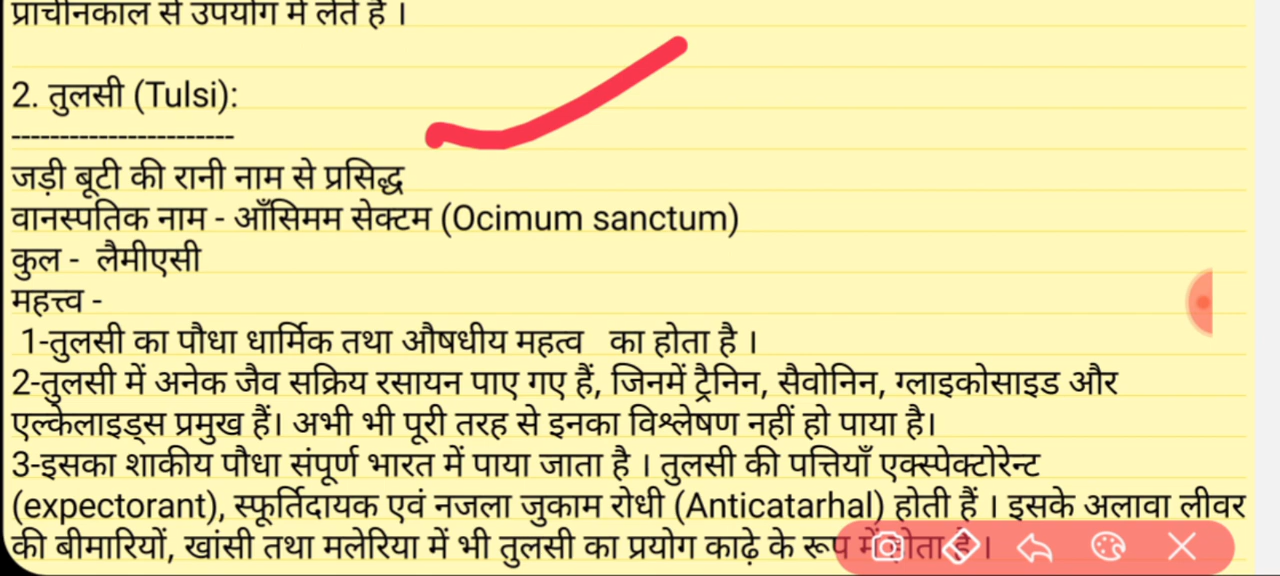 प्राचीनकाल से उपयोग में लेते हैं ।
2. तुलसी (Tulsi):
-----------------------
जड़ी बूटी की रानी नाम से प्रसिद्ध
वानस्पतिक नाम - ऑंसिमम सेक्टम (Ocimum sanctum)
कुल - लैमीएसी
महत्त्व -
1-तुलसी का पौधा धार्मिक तथा औषधीय महत्व का होता है ।
2-तुलसी में अनेक जैव सक्रिय रसायन पाए गए हैं, जिनमें ट्रैनिन, सैवोनिन, ग्लाइकोसाइड और
एल्केलाइड्स प्रमुख हैं। अभी भी पूरी तरह से इनका विश्लेषण नहीं हो पाया है।
3-इसका शाकीय पौधा संपूर्ण भारत में पाया जाता है । तुलसी की पत्तियाँ एक्स्पेक्टोरेन्ट
(expectorant), स्फूर्तिदायक एवं नजला जुकाम रोधी (Anticatarhal) होती हैं । इसके अलावा लीवर
की बीमारियों, खांसी तथा मलेरिया में भी तुलसी का प्रयोग काढ़े के रूप में होता है ।